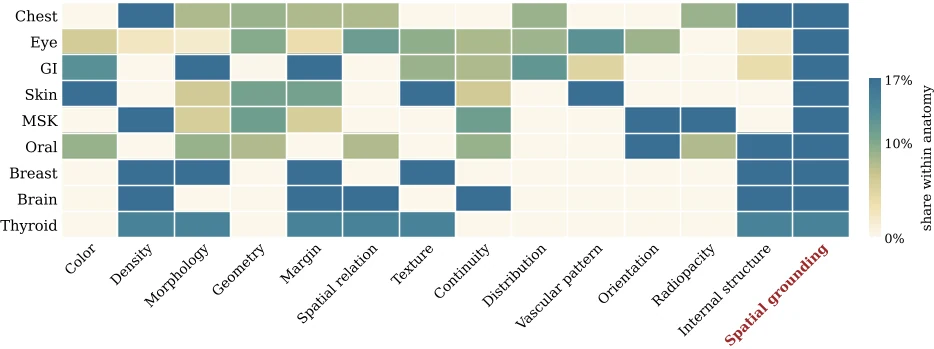 Chest
Eye
GI
Skin
MSK
Oral
Breast
Brain
Thyroid
Color
Density
Morphology
Geometry
Margin
Spatial relation
Texture
Continuity
Distribution
Vascular pattern
Orientation
Radiopacity
Internal structure
Spatial grounding
17%
10%
0%
share within anatomy